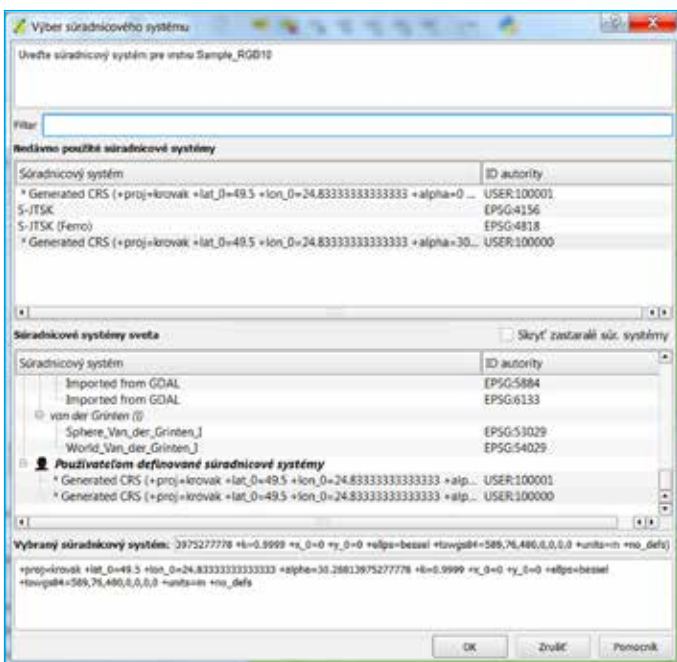 Výber súradnicového systému
Uveďte súradnicový systém pre vrstvu Sample_RGB10
Filter
Nedávno použité súradnicové systémy
Súradnicový systém ID autority
* Generated CRS (+proj=krovak +lat_0=49.5 +lon_0=24.83333333333333 +alpha=0 ... USER:100001
S-JTSK EPSG:4156
S-JTSK (Ferro) EPSG:4818
* Generated CRS (+proj=krovak +lat_0=49.5 +lon_0=24.83333333333333 +alpha=30... USER:100000
Súradnicové systémy sveta Skryť zastaralé súr. systémy
Súradnicový systém ID autority
Imported from GDAL EPSG:5884
Imported from GDAL EPSG:6133
van der Grinten (I)
Sphere_Van_der_Grinten_I EPSG:53029
World_Van_der_Grinten_I EPSG:54029
Používateľom definované súradnicové systémy
* Generated CRS (+proj=krovak +lat_0=49.5 +lon_0=24.83333333333333 +alp... USER:100001
* Generated CRS (+proj=krovak +lat_0=49.5 +lon_0=24.83333333333333 +alp... USER:100000
Vybraný súradnicový systém: 3975277778 +k=0.9999 +x_0=0 +y_0=0 +ellps=bessel +towgs84=589,76,480,0,0,0,0 +units=m +no_defs)
+proj=krovak +lat_0=49.5 +lon_0=24.83333333333333 +alpha=30.28813975277778 +k=0.9999 +x_0=0 +y_0=0 +ellps=bessel
+towgs84=589,76,480,0,0,0,0 +units=m +no_defs
OK Zrušiť Pomocník